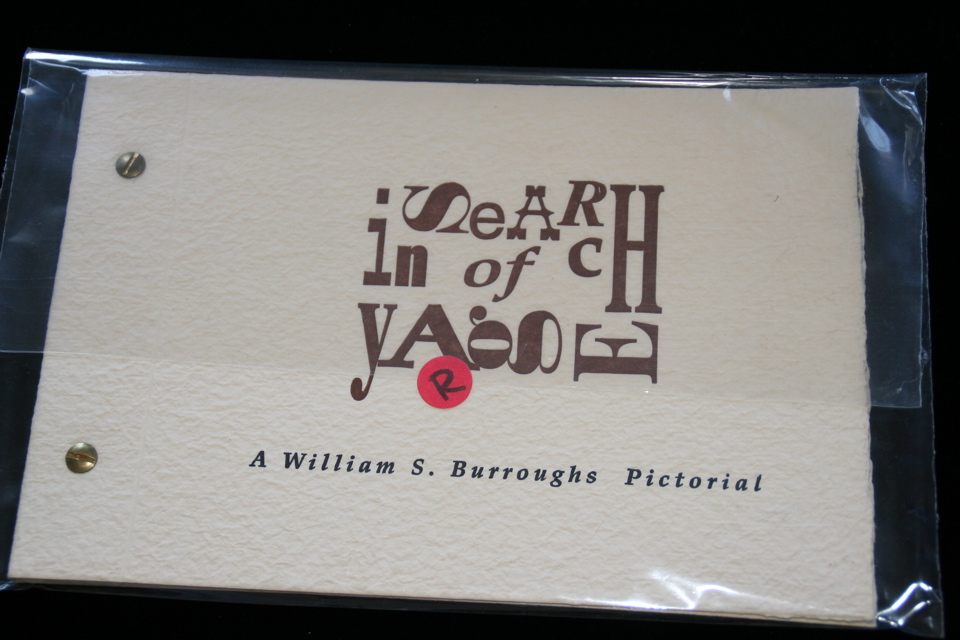 in SeARcH
of
yAgE
R
A William S. Burroughs Pictorial